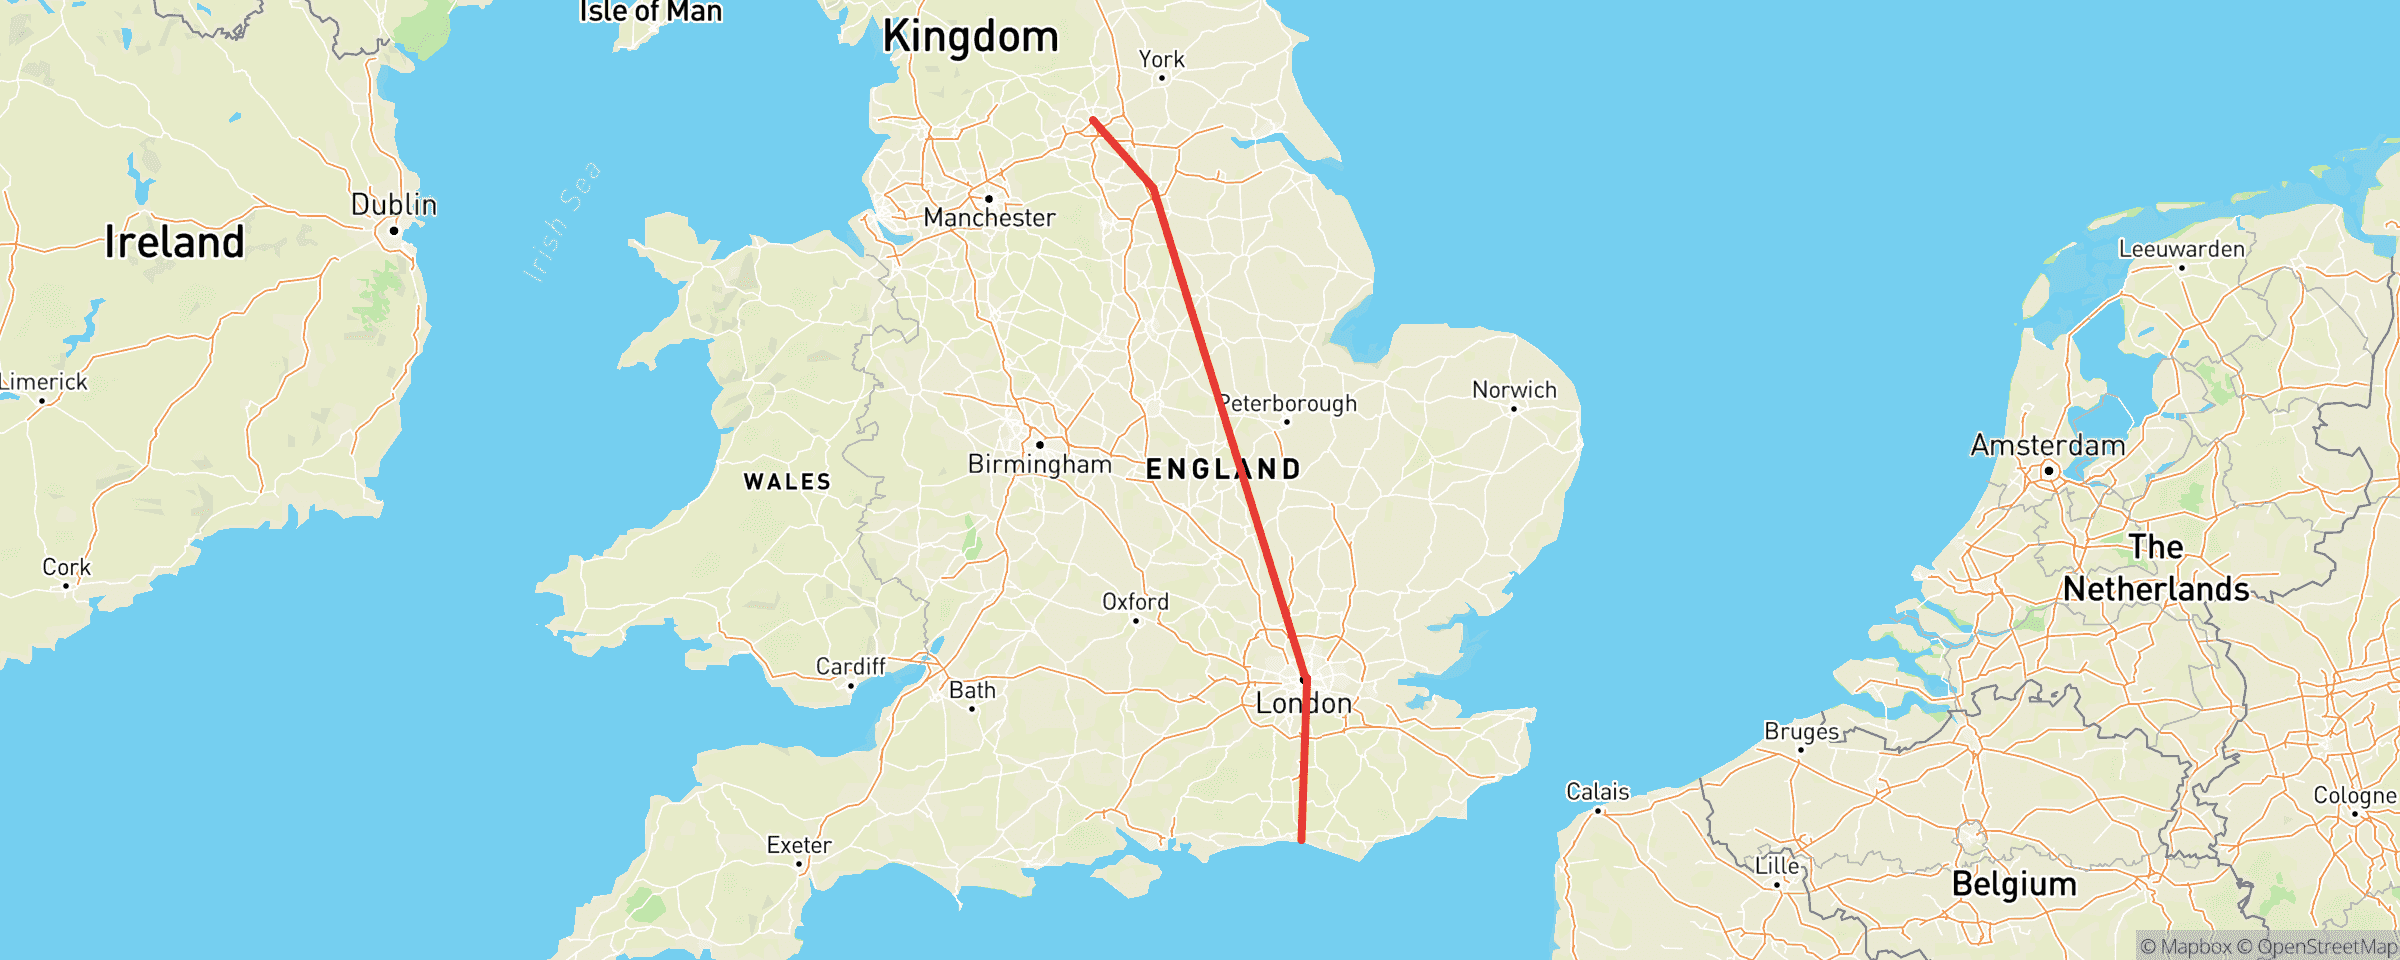 Isle of Man
Kingdom
York
Dublin
Ireland
Irish Sea
Manchester
Leeuwarden
Limerick
Peterborough
Norwich
Amsterdam
Birmingham
ENGLAND
WALES
Cork
Oxford
The
Netherlands
Cardiff
Bath
London
Bruges
Calais
Cologne
Exeter
Lille
Belgium
© Mapbox © OpenStreetMap